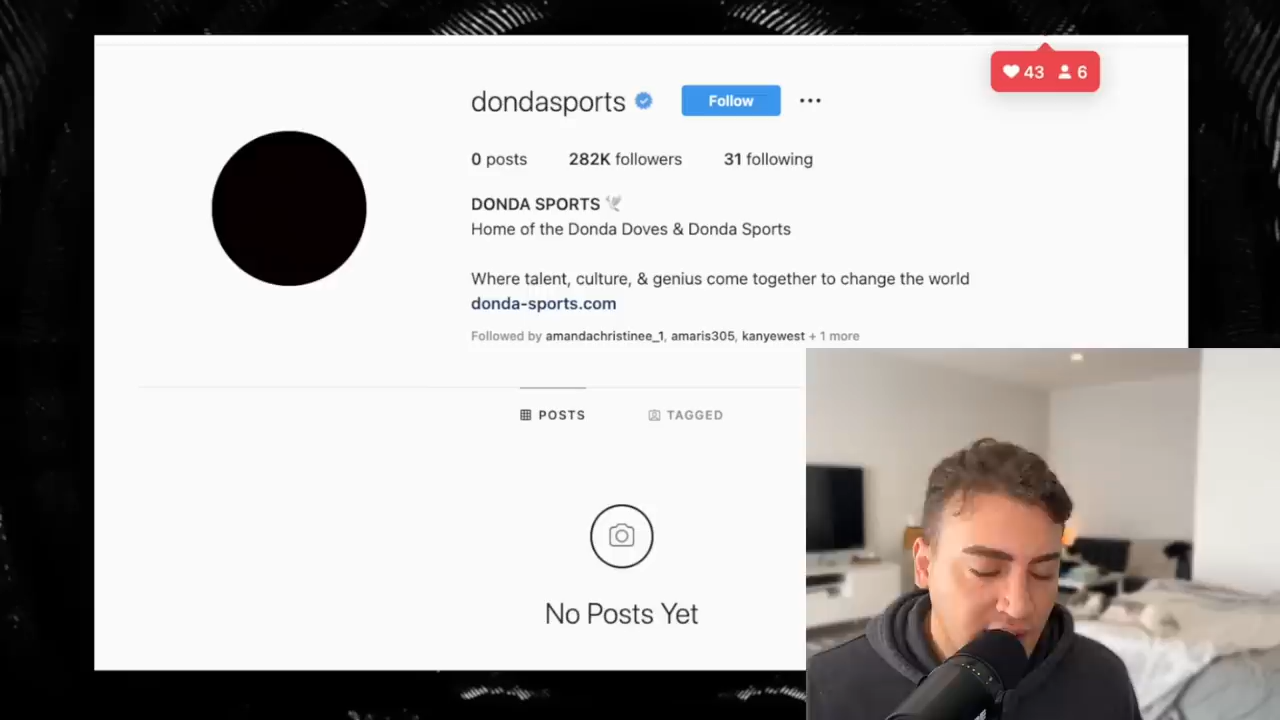 dondasports
Follow
43 6
0 posts 282K followers 31 following
DONDA SPORTS 🕊
Home of the Donda Doves & Donda Sports
Where talent, culture, & genius come together to change the world
donda-sports.com
Followed by amandachristinee_1, amaris305, kanyewest + 1 more
POSTS TAGGED
No Posts Yet